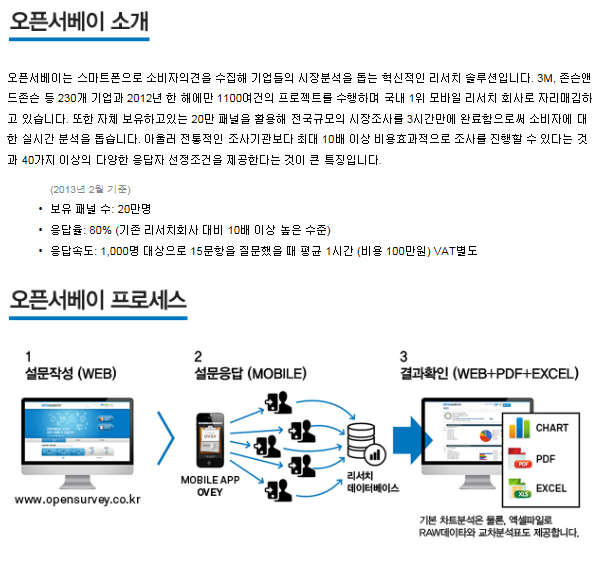 오픈서베이 소개
오픈서베이는 스마트폰으로 소비자의견을 수집해 기업들의 시장분석을 돕는 혁신적인 리서치 솔루션입니다. 3M, 존슨앤
드존슨 등 230개 기업과 2012년 한 해에만 1100여건의 프로젝트를 수행하며 국내 1위 모바일 리서치 회사로 자리매김하
고 있습니다. 또한 자체 보유하고있는 20만 패널을 활용해 전국규모의 시장조사를 3시간만에 완료함으로써 소비자에 대
한 실시간 분석을 돕습니다. 아울러 전통적인 조사기관보다 최대 10배 이상 비용효과적으로 조사를 진행할 수 있다는 것
과 40가지 이상의 다양한 응답자 선정조건을 제공한다는 것이 큰 특징입니다.
(2013년 2월 기준)
• 보유 패널 수: 20만명
• 응답율: 80% (기존 리서치회사 대비 10배 이상 높은 수준)
• 응답속도: 1,000명 대상으로 15문항을 질문했을 때 평균 1시간 (비용 100만원) VAT별도
오픈서베이 프로세스
1
설문작성 (WEB)
www.opensurvey.co.kr
2
설문응답 (MOBILE)
MOBILE APP
OVEY
리서치
데이터베이스
3
결과확인 (WEB+PDF+EXCEL)
CHART
PDF
PDF
XLS
EXCEL
기본 차트분석은 물론, 엑셀파일로
RAW데이타와 교차분석표도 제공합니다.